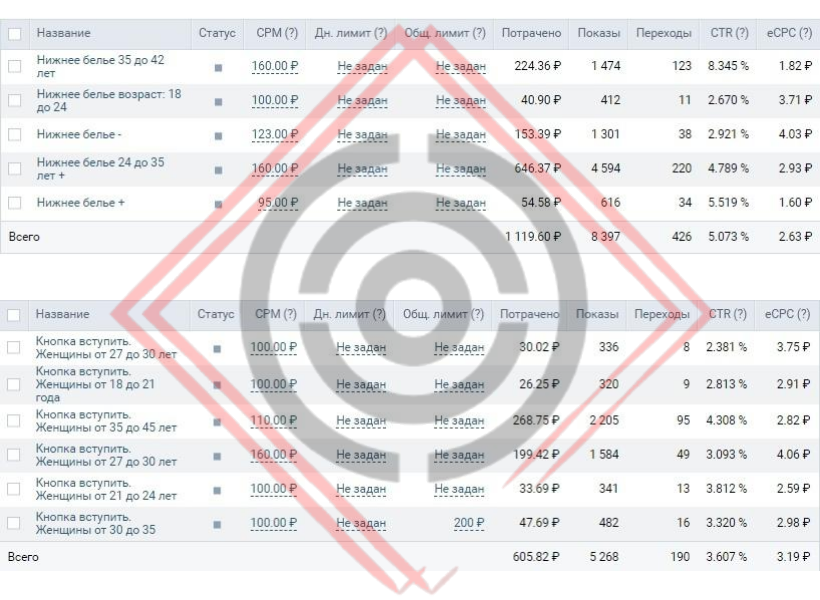 Название Статус CPM (?) Дн. лимит (?) Общ. лимит (?) Потрачено Показы Переходы CTR (?) eCPC (?)
Нижнее белье 35 до 42
лет 160.00 ₽ Не задан Не задан 224.36 ₽ 1 474 123 8.345 % 1.82 ₽
Нижнее белье возраст: 18
до 24 100.00 ₽ Не задан Не задан 40.90 ₽ 412 11 2.670 % 3.71 ₽
Нижнее белье - 123.00 ₽ Не задан Не задан 153.39 ₽ 1 301 38 2.921 % 4.03 ₽
Нижнее белье 24 до 35
лет + 160.00 ₽ Не задан Не задан 646.37 ₽ 4 594 220 4.789 % 2.93 ₽
Нижнее белье + 95.00 ₽ Не задан Не задан 54.58 ₽ 616 34 5.519 % 1.60 ₽
Всего 1 119.60 ₽ 8 397 426 5.073 % 2.63 ₽
Название Статус CPM (?) Дн. лимит (?) Общ. лимит (?) Потрачено Показы Переходы CTR (?) eCPC (?)
Кнопка вступить.
Женщины от 27 до 30 лет 100.00 ₽ Не задан Не задан 30.02 ₽ 336 8 2.381 % 3.75 ₽
Кнопка вступить.
Женщины от 18 до 21 100.00 ₽ Не задан Не задан 26.25 ₽ 320 9 2.813 % 2.91 ₽
года
Кнопка вступить.
Женщины от 35 до 45 лет 110.00 ₽ Не задан Не задан 268.75 ₽ 2 205 95 4.308 % 2.82 ₽
Кнопка вступить.
Женщины от 27 до 30 лет 160.00 ₽ Не задан Не задан 199.42 ₽ 1 584 49 3.093 % 4.06 ₽
Кнопка вступить.
Женщины от 21 до 24 лет 100.00 ₽ Не задан Не задан 33.69 ₽ 341 13 3.812 % 2.59 ₽
Кнопка вступить.
Женщины от 30 до 35 100.00 ₽ Не задан 200 ₽ 47.69 ₽ 482 16 3.320 % 2.98 ₽
Всего 605.82 ₽ 5 268 190 3.607 % 3.19 ₽